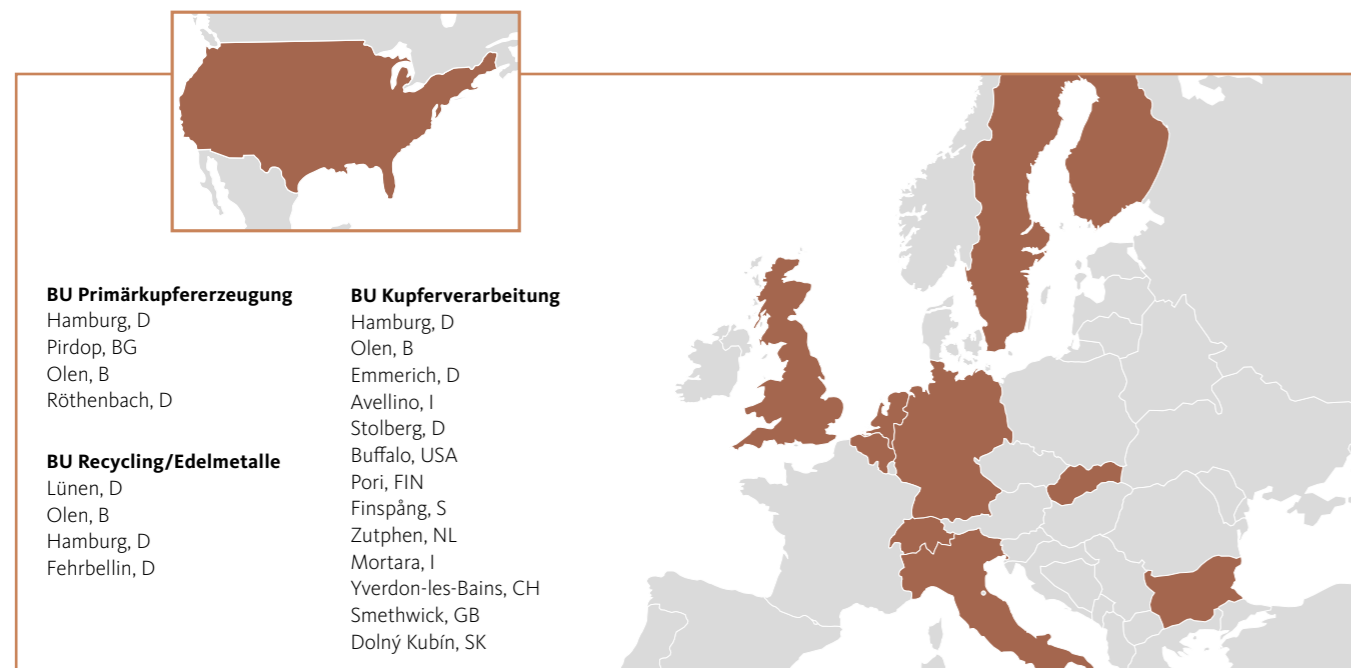 BU Primärkupfererzeugung
Hamburg, D
Pirdop, BG
Olen, B
Röthenbach, D
BU Recycling/Edelmetalle
Lünen, D
Olen, B
Hamburg, D
Fehrbellin, D
BU Kupferverarbeitung
Hamburg, D
Olen, B
Emmerich, D
Avellino, I
Stolberg, D
Buffalo, USA
Pori, FIN
Finspång, S
Zutphen, NL
Mortara, I
Yverdon-les-Bains, CH
Smethwick, GB
Dolný Kubín, SK